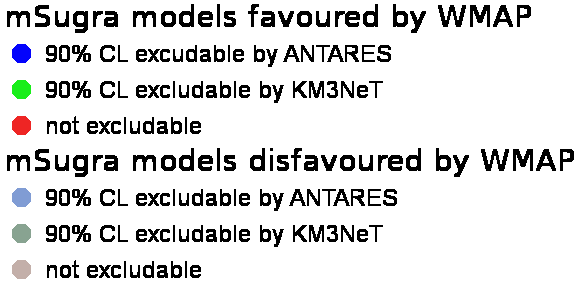 mSugra models favoured by WMAP
90% CL excudable by ANTARES
90% CL excludable by KM3NeT
not excludable
mSugra models disfavoured by WMAP
90% CL excludable by ANTARES
90% CL excludable by KM3NeT
not excludable